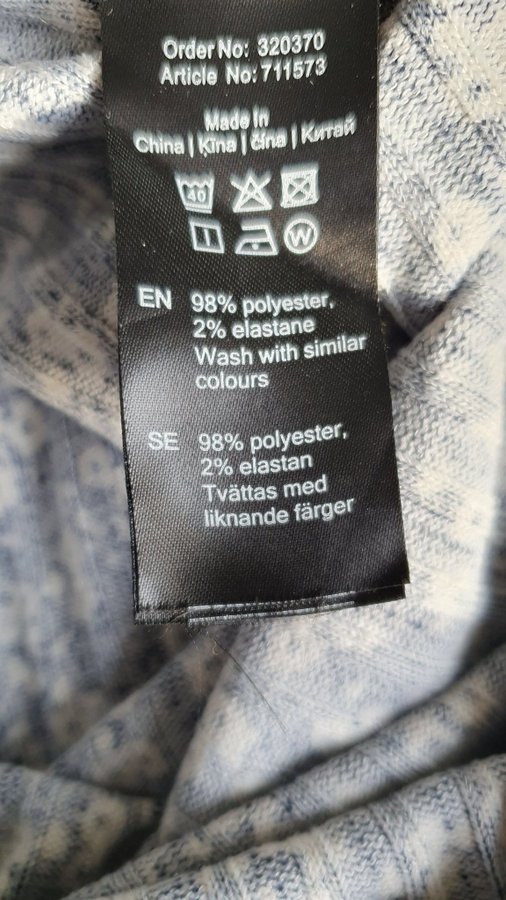 Order No: 320370
Article No: 711573
Made In
China | Ķīna | čína | Китай
40
W
EN 98% polyester,
2% elastane
Wash with similar
colours
SE 98% polyester,
2% elastan
Tvättas med
liknande färger